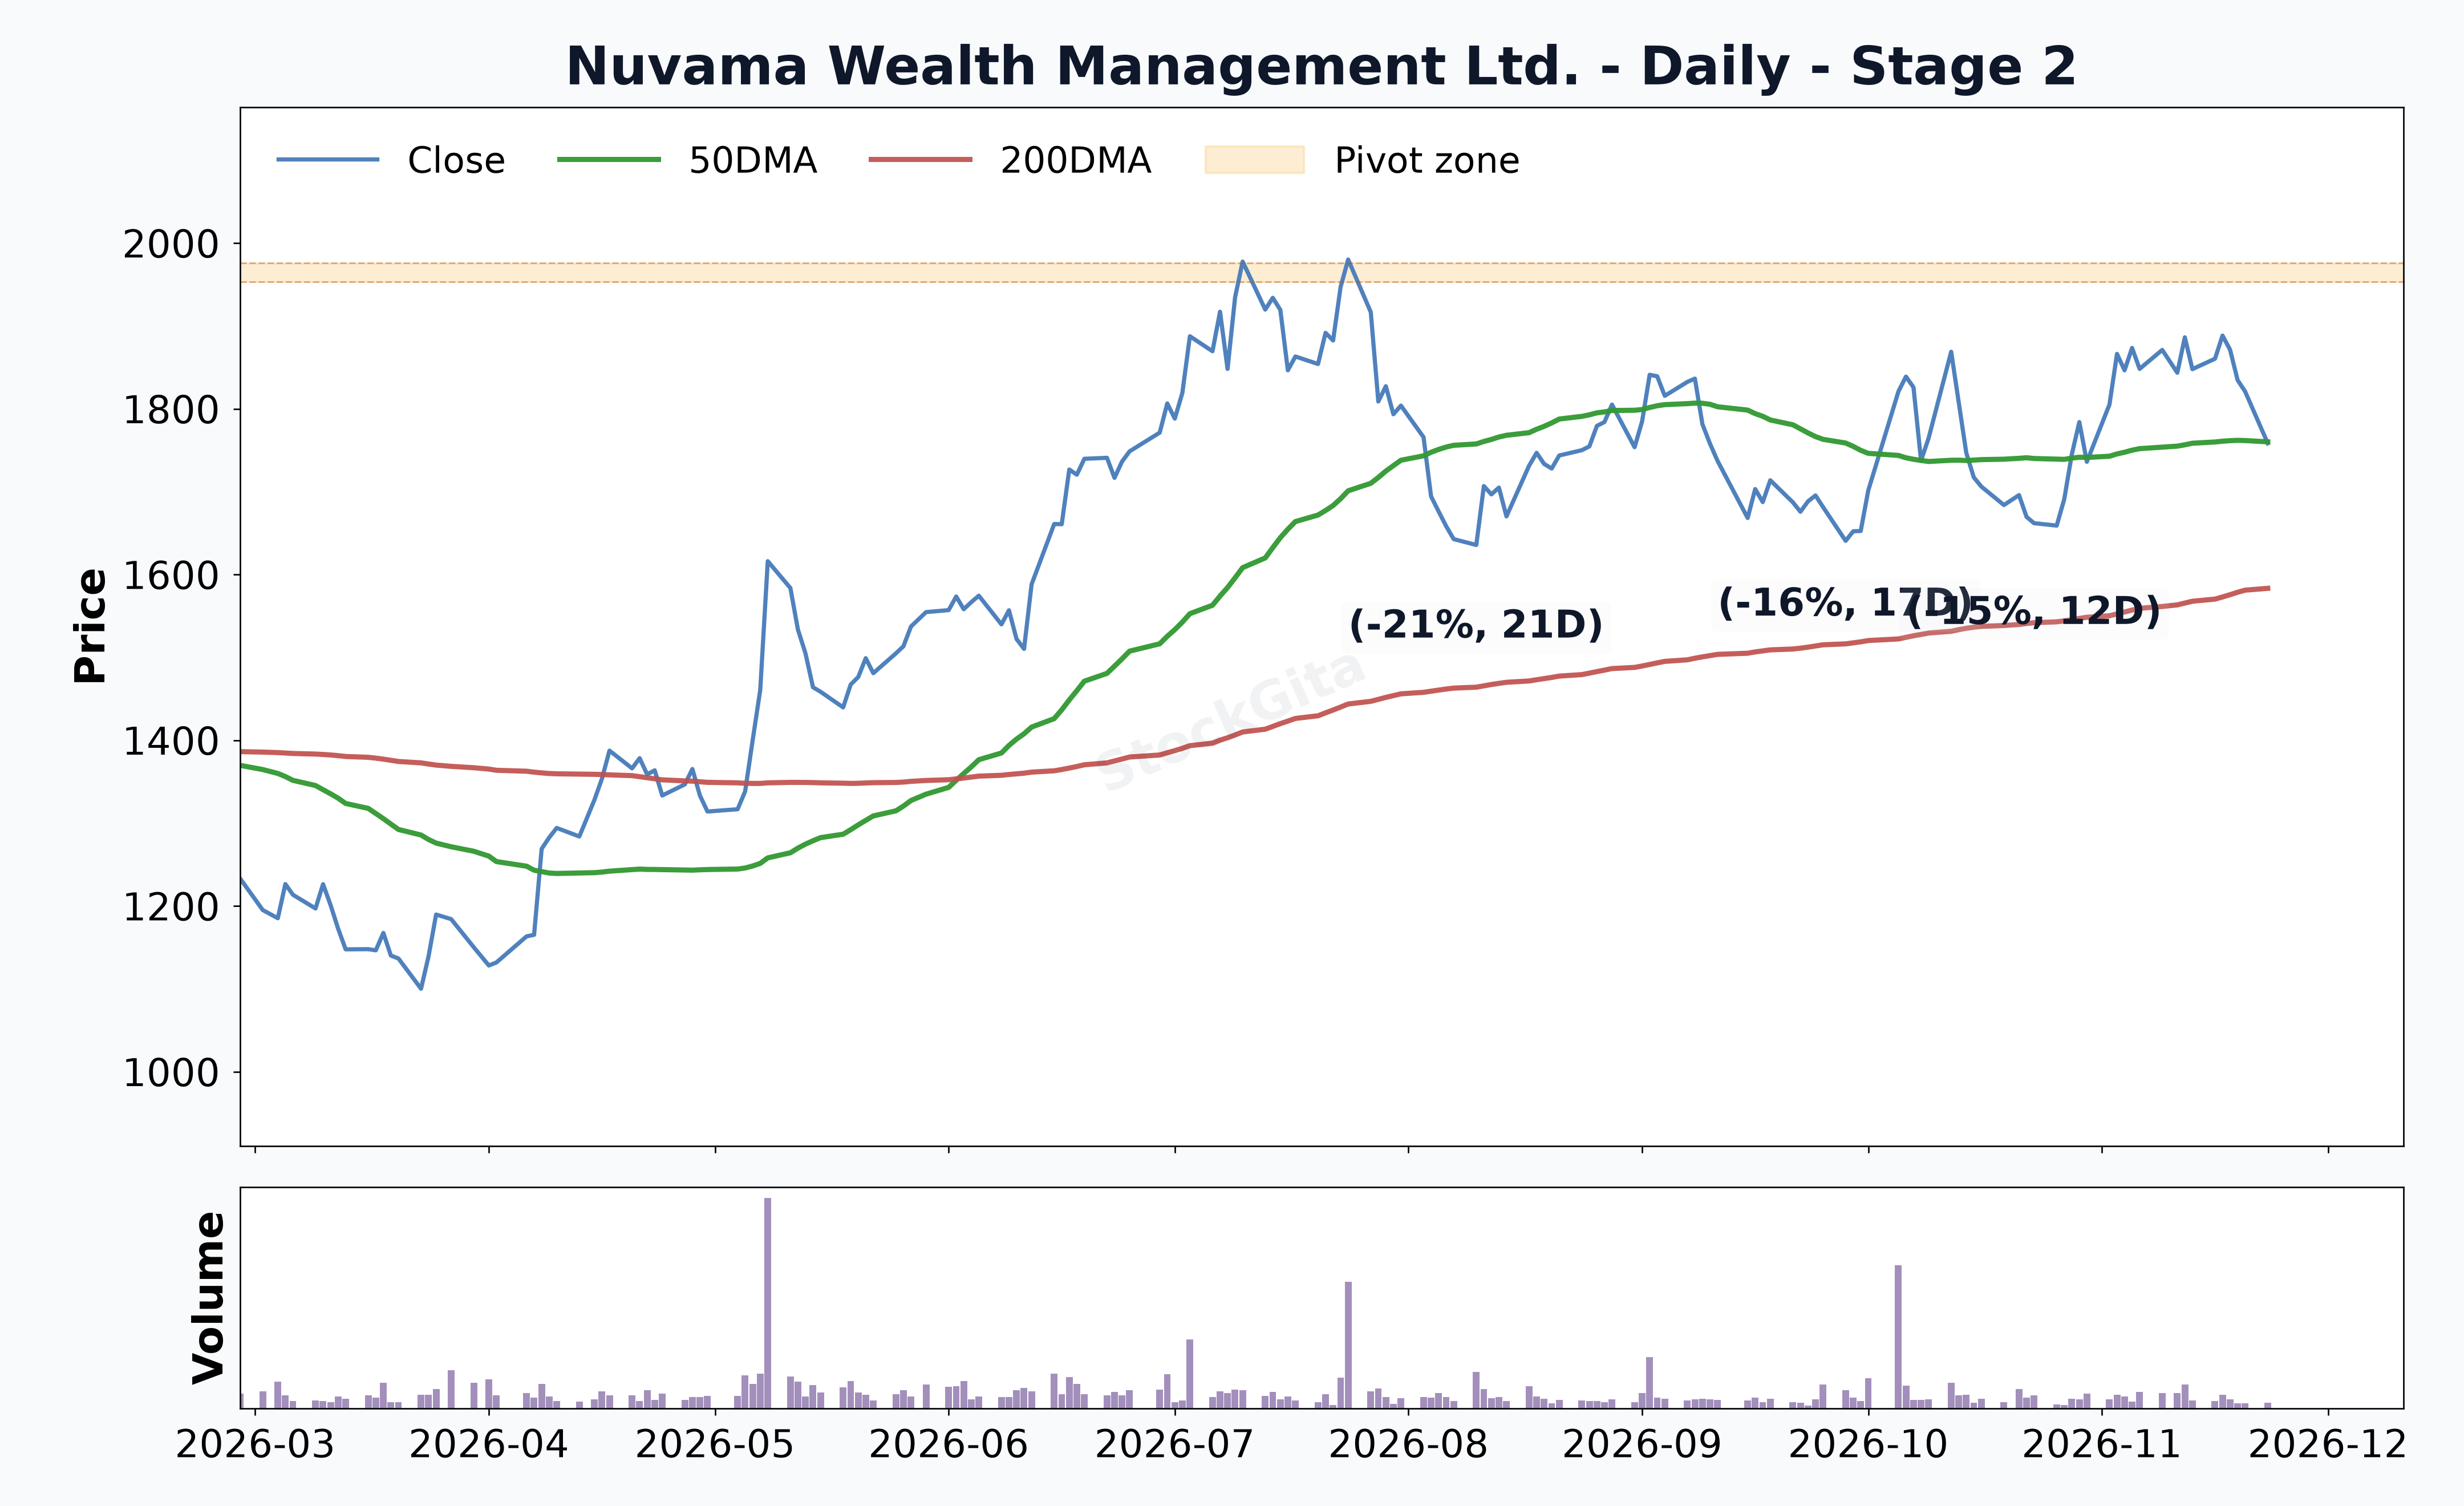 Nuvama Wealth Management Ltd. - Daily - Stage 2
Close 50DMA 200DMA Pivot zone
2000
1800
1600
1400
1200
1000
Price
(-21%, 21D)
(-16%, 17D)
(-15%, 12D)
StockGita
Volume
2026-03 2026-04 2026-05 2026-06 2026-07 2026-08 2026-09 2026-10 2026-11 2026-12